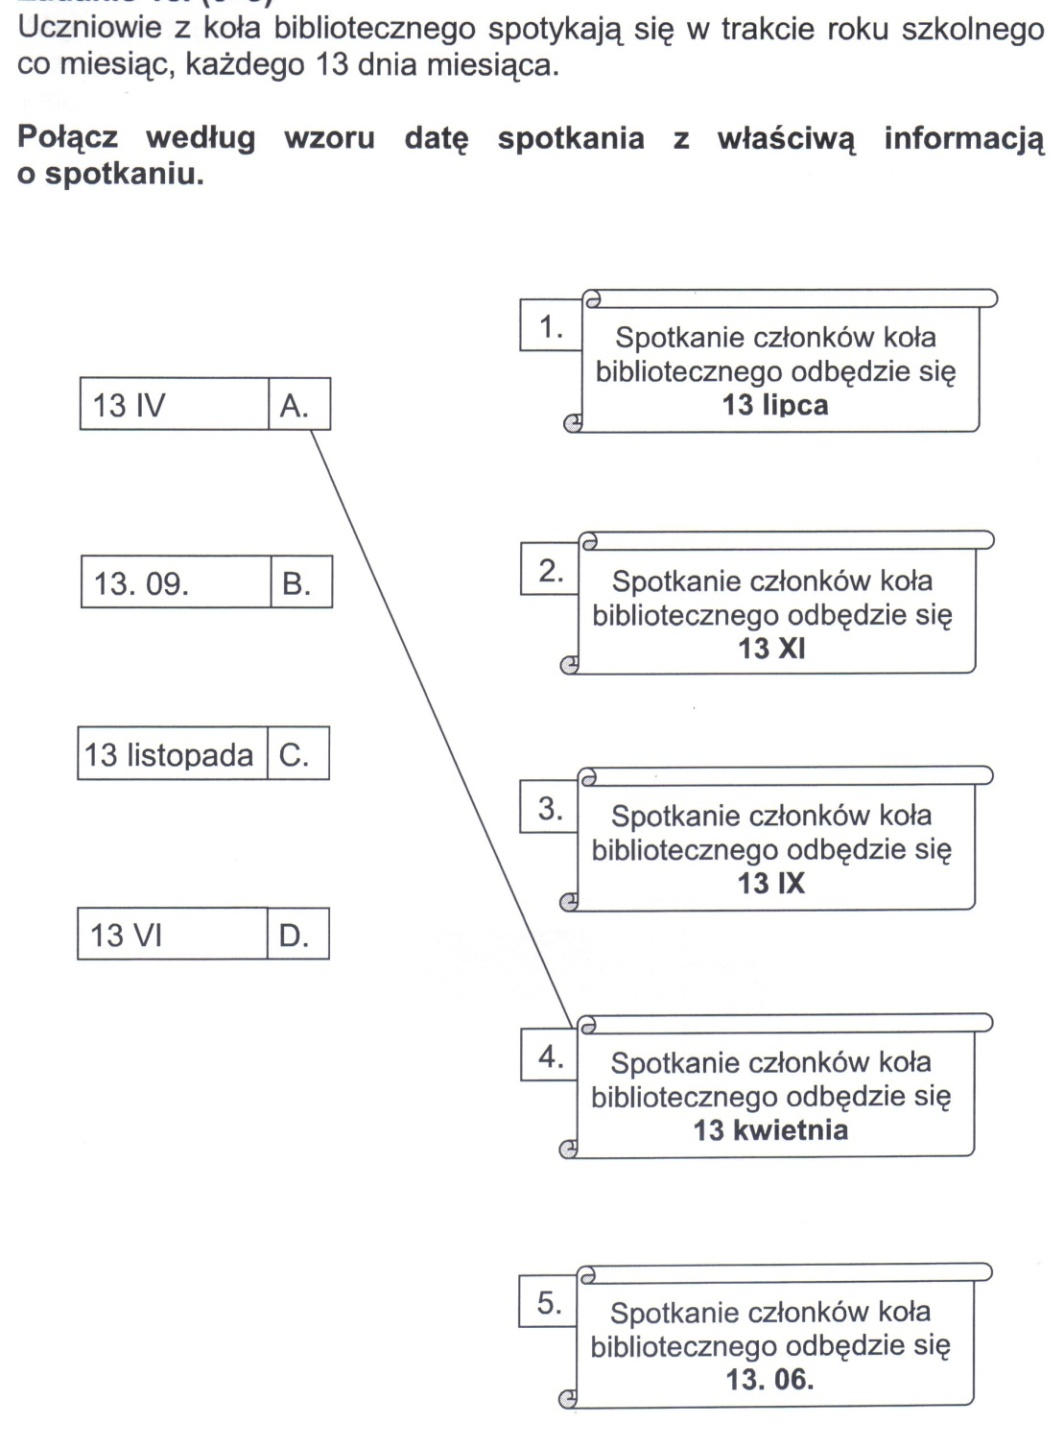 Uczniowie z koła bibliotecznego spotykają się w trakcie roku szkolnego
co miesiąc, każdego 13 dnia miesiąca.
Połącz według wzoru datę spotkania z właściwą informacją
o spotkaniu.
13 IV A.
13. 09. B.
13 listopada C.
13 VI D.
1. Spotkanie członków koła
bibliotecznego odbędzie się
13 lipca
2. Spotkanie członków koła
bibliotecznego odbędzie się
13 XI
3. Spotkanie członków koła
bibliotecznego odbędzie się
13 IX
4. Spotkanie członków koła
bibliotecznego odbędzie się
13 kwietnia
5. Spotkanie członków koła
bibliotecznego odbędzie się
13. 06.